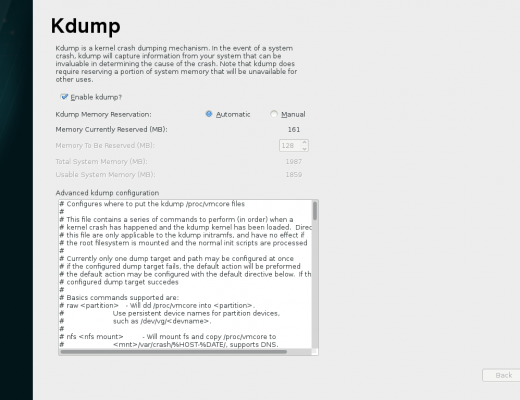 Kdump
Kdump is a kernel crash dumping mechanism. In the event of a system
crash, kdump will capture information from your system that can be
invaluable in determining the cause of the crash. Note that kdump does
require reserving a portion of system memory that will be unavailable for
other uses.
Enable kdump?
Kdump Memory Reservation: Automatic Manual
Memory Currently Reserved (MB): 161
Memory To Be Reserved (MB): 128
Total System Memory (MB): 1987
Usable System Memory (MB): 1859
Advanced kdump configuration
# Configures where to put the kdump /proc/vmcore files
#
# This file contains a series of commands to perform (in order) when a
# kernel crash has happened and the kdump kernel has been loaded. Direc
# this file are only applicable to the kdump initramfs, and have no effect if
# the root filesystem is mounted and the normal init scripts are processed
#
# Currently only one dump target and path may be configured at once
# if the configured dump target fails, the default action will be preformed
# the default action may be configured with the default directive below. If th
# configured dump target succedes
#
# Basics commands supported are:
# raw <partition> - Will dd /proc/vmcore into <partition>.
# Use persistent device names for partition devices,
# such as /dev/vg/<devname>.
#
# nfs <nfs mount> - Will mount fs and copy /proc/vmcore to
# <mnt>/var/crash/%HOST-%DATE/, supports DNS.
Back